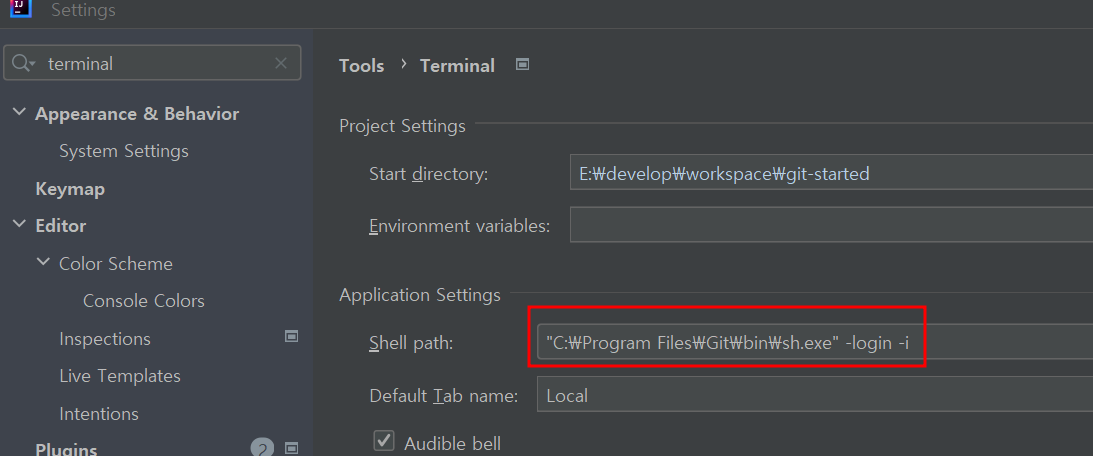 IJ
Settings
terminal
Appearance & Behavior
System Settings
Keymap
Editor
Color Scheme
Console Colors
Inspections
Live Templates
Intentions
Plugins
2
Tools › Terminal
Project Settings
Start directory: E:₩develop₩workspace₩git-started
Environment variables:
Application Settings
Shell path: "C:₩Program Files₩Git₩bin₩sh.exe" -login -i
Default Tab name: Local
Audible bell